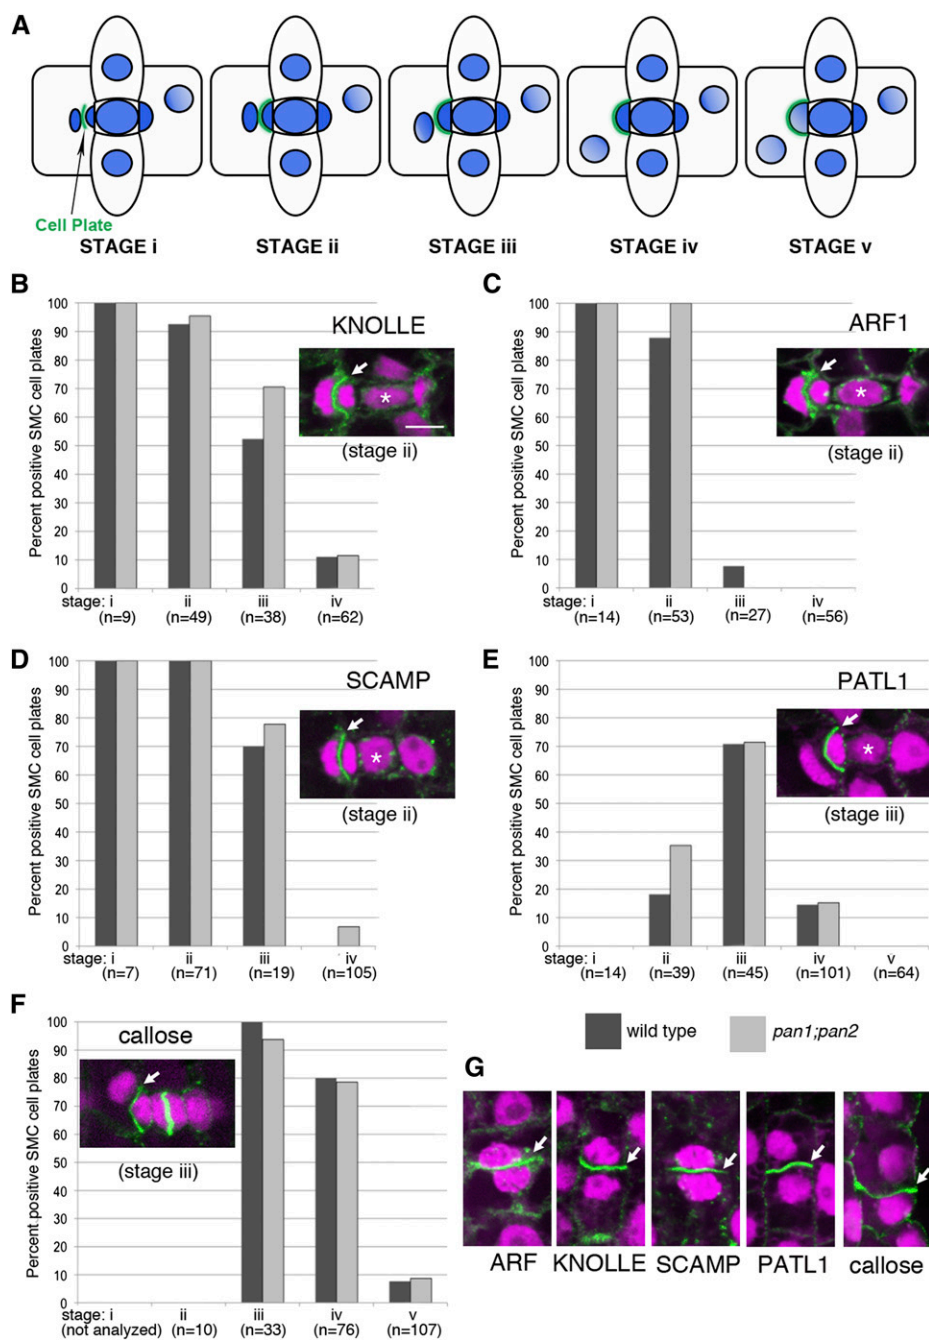 A
Cell Plate
STAGE i STAGE ii STAGE iii STAGE iv STAGE v
B
Percent positive SMC cell plates
100
90
80
70
60
50
40
30
20
10
0
KNOLLE
*
(stage ii)
stage: i ii iii iv
(n=9) (n=49) (n=38) (n=62)
C
Percent positive SMC cell plates
100
90
80
70
60
50
40
30
20
10
0
ARF1
*
(stage ii)
stage: i ii iii iv
(n=14) (n=53) (n=27) (n=56)
D
Percent positive SMC cell plates
100
90
80
70
60
50
40
30
20
10
0
SCAMP
*
(stage ii)
stage: i ii iii iv
(n=7) (n=71) (n=19) (n=105)
E
Percent positive SMC cell plates
100
90
80
70
60
50
40
30
20
10
0
PATL1
*
(stage iii)
stage: i ii iii iv v
(n=14) (n=39) (n=45) (n=101) (n=64)
F
Percent positive SMC cell plates
100
90
80
70
60
50
40
30
20
10
0
callose
(stage iii)
stage: i ii iii iv v
(not analyzed) (n=10) (n=33) (n=76) (n=107)
wild type pan1;pan2
G
ARF KNOLLE SCAMP PATL1 callose